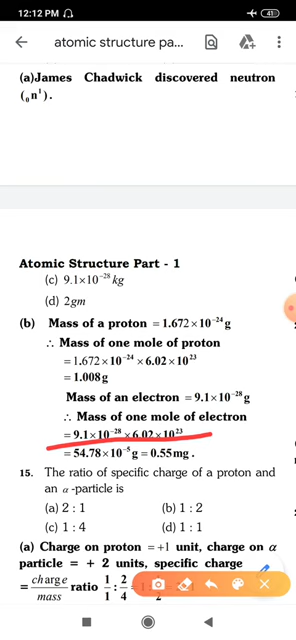 12:12 PM
41
atomic structure pa...
(a)James Chadwick discovered neutron
(₀n¹).
Atomic Structure Part - 1
(c) 9.1×10⁻²⁸ kg
(d) 2gm
(b) Mass of a proton = 1.672×10⁻²⁴ g
∴ Mass of one mole of proton
= 1.672×10⁻²⁴ × 6.02×10²³
= 1.008g
Mass of an electron = 9.1×10⁻²⁸ g
∴ Mass of one mole of electron
= 9.1×10⁻²⁸ × 6.02×10²³
= 54.78×10⁻⁵ g = 0.55mg.
15. The ratio of specific charge of a proton and
an α-particle is
(a) 2 : 1 (b) 1 : 2
(c) 1 : 4 (d) 1 : 1
(a) Charge on proton = +1 unit, charge on α
particle = + 2 units, specific charge
= charge/mass ratio 1/1 : 2/4